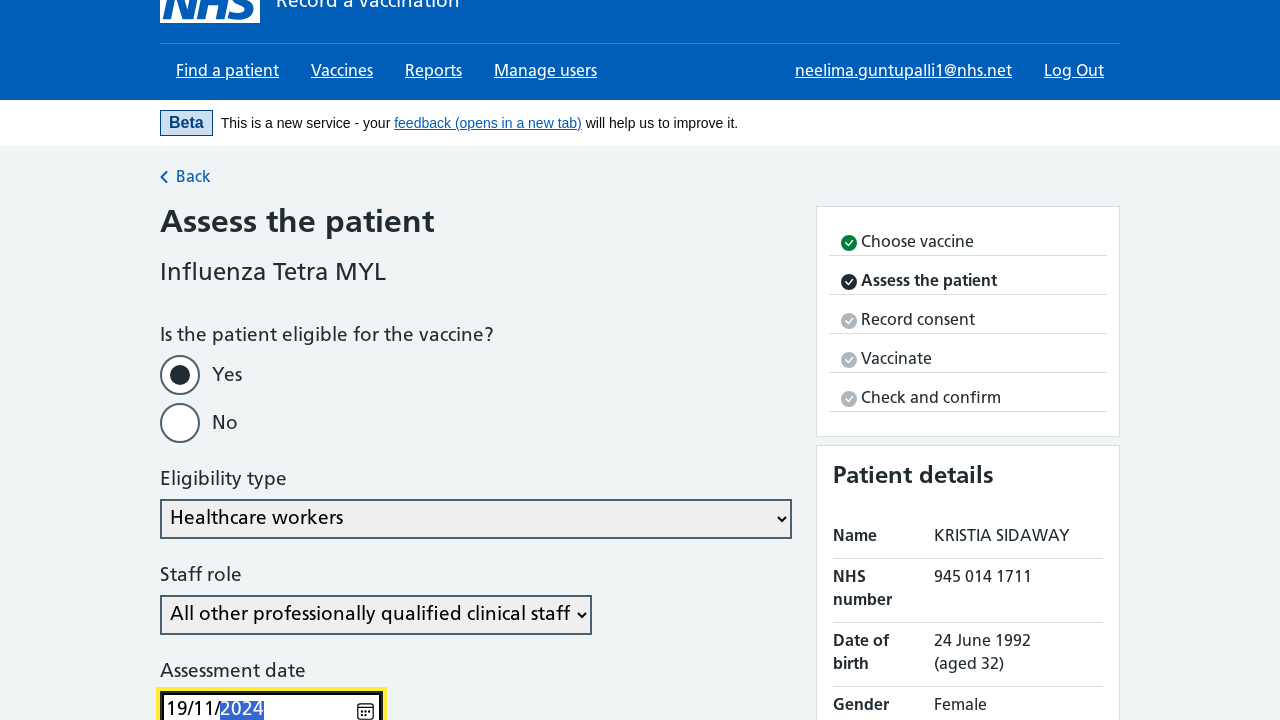 NHS Record a vaccination
Find a patient Vaccines Reports Manage users neelima.guntupalli1@nhs.net Log Out
Beta This is a new service - your feedback (opens in a new tab) will help us to improve it.
Back
Assess the patient
Influenza Tetra MYL
Is the patient eligible for the vaccine?
Yes
No
Eligibility type
Healthcare workers
Staff role
All other professionally qualified clinical staff
Assessment date
19/11/2024
Choose vaccine
Assess the patient
Record consent
Vaccinate
Check and confirm
Patient details
Name KRISTIA SIDAWAY
NHS number 945 014 1711
Date of birth 24 June 1992 (aged 32)
Gender Female